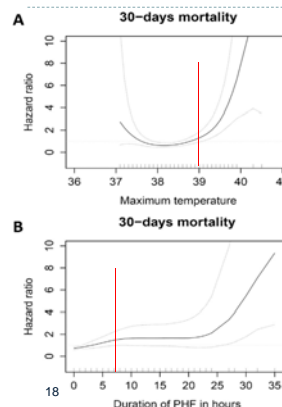 A
30-days mortality
Hazard ratio
10
8
6
4
2
0
36 37 38 39 40
Maximum temperature
B
30-days mortality
Hazard ratio
10
8
6
4
2
0
0 5 10 15 20 25 30 35
Duration of PHF in hours
18